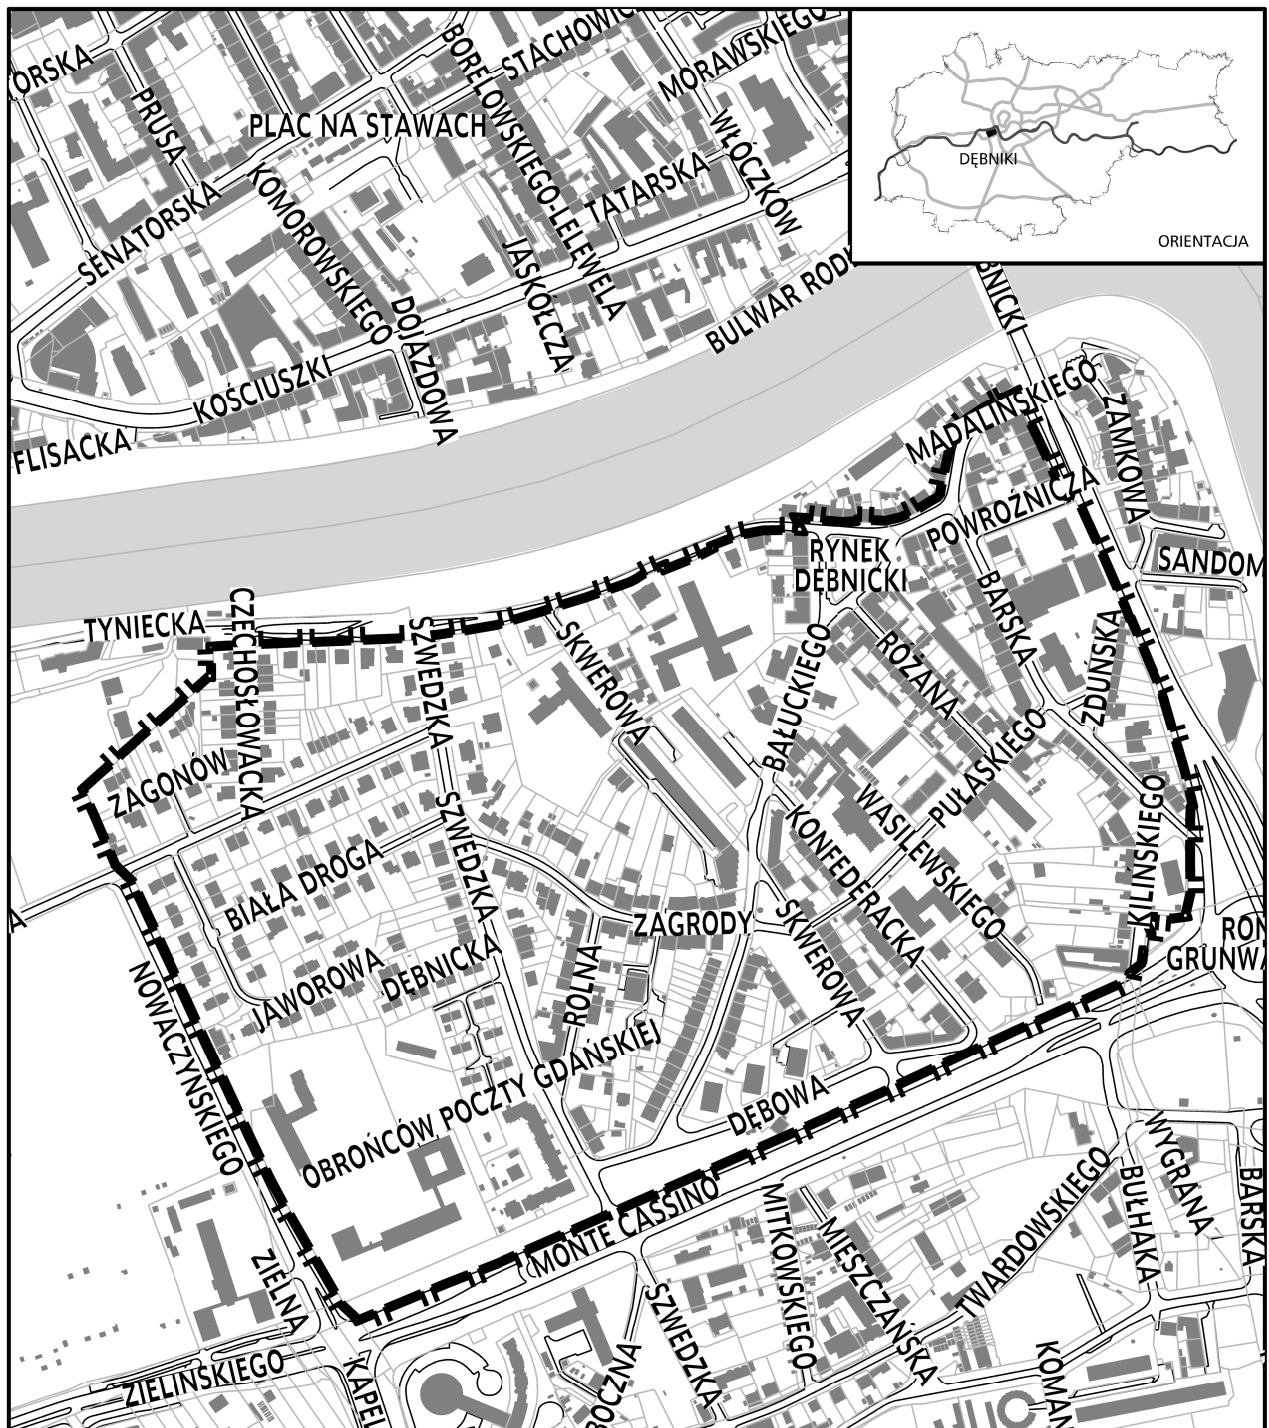 TORSKA
PRUSA
PLAC NA STAWACH
SENATORSKA
KOMOROWSKIEGO
BORELOWSKIEGO-LELEWELA
STACHOWICZ
MORAWSKIEGO
WŁÓCZKÓW
TATARSKA
JASKÓŁCZA
DOJAZDOWA
KOŚCIUSZKI
FLISACKA
BULWAR RODŁ
DĘBNIKI
ORIENTACJA
BNICKI
MADALIŃSKIEGO
ZAMKOWA
POWROŹNICZA
SANDOM
RYNEK
DĘBNICKI
BARSKA
ZDUŃSKA
TYNIECKA
CZECHOSŁOWACKA
SZWEDZKA
SKWEROWA
BAŁUCKIEGO
RÓŻANA
PUŁASKIEGO
ZAGONÓW
WASILEWSKIEGO
KONFEDERACKA
KILIŃSKIEGO
SZWEDZKA
BIAŁA DROGA
ZAGRODY
SKWEROWA
A
RON
GRUNWA
NOWACZYŃSKIEGO
JAWOROWA
DĘBNICKA
ROLNA
OBROŃCÓW POCZTY GDAŃSKIEJ
DĘBOWA
MONTE CASSINO
ZIELNA
ZIELIŃSKIEGO
KAPEL
BOCZNA
SZWEDZKA
MITKOWSKIEGO
MIESZCZAŃSKA
TWARDOWSKIEGO
BUŁHAKA
WYGRANA
BARSKA
KOMAN